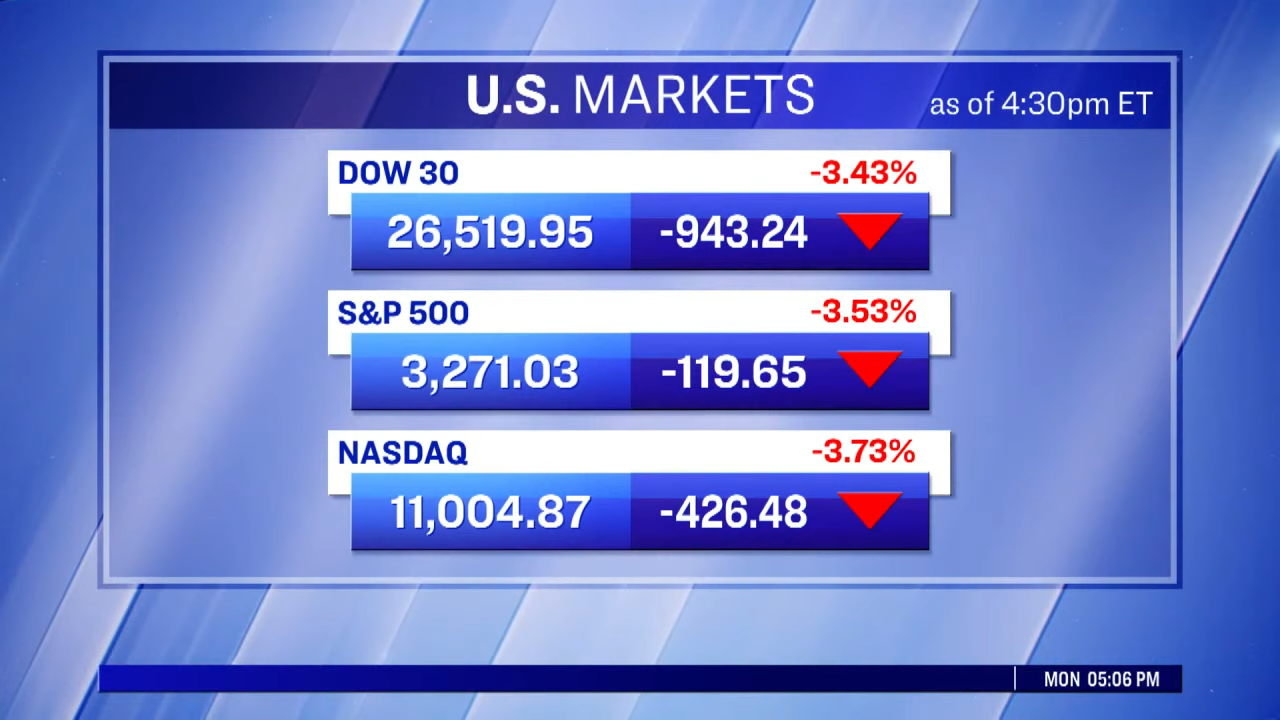 U.S. MARKETS
as of 4:30pm ET
DOW 30
-3.43%
26,519.95
-943.24
S&P 500
-3.53%
3,271.03
-119.65
NASDAQ
-3.73%
11,004.87
-426.48
MON 05:06 PM